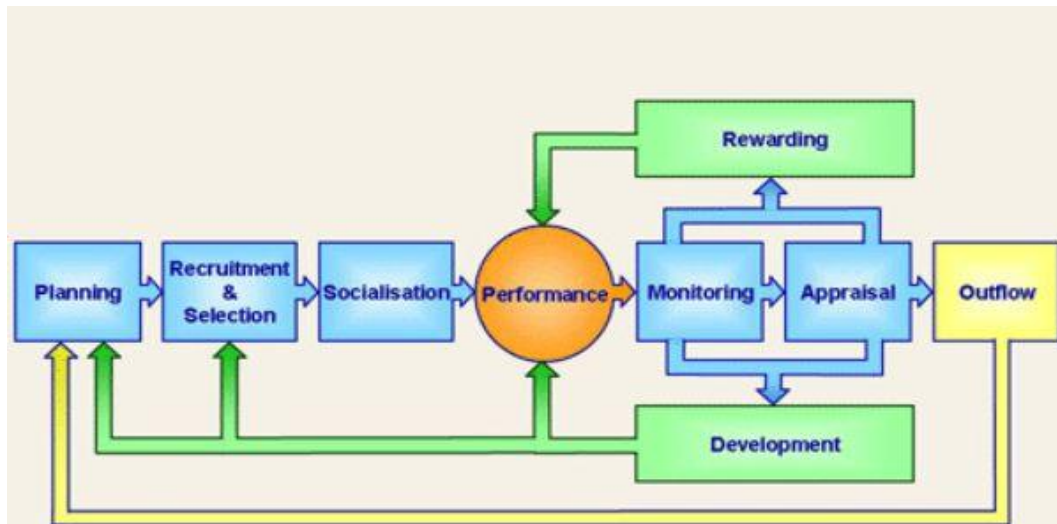 Rewarding
Planning
Recruitment
&
Selection
Socialisation
Performance
Monitoring
Appraisal
Outflow
Development